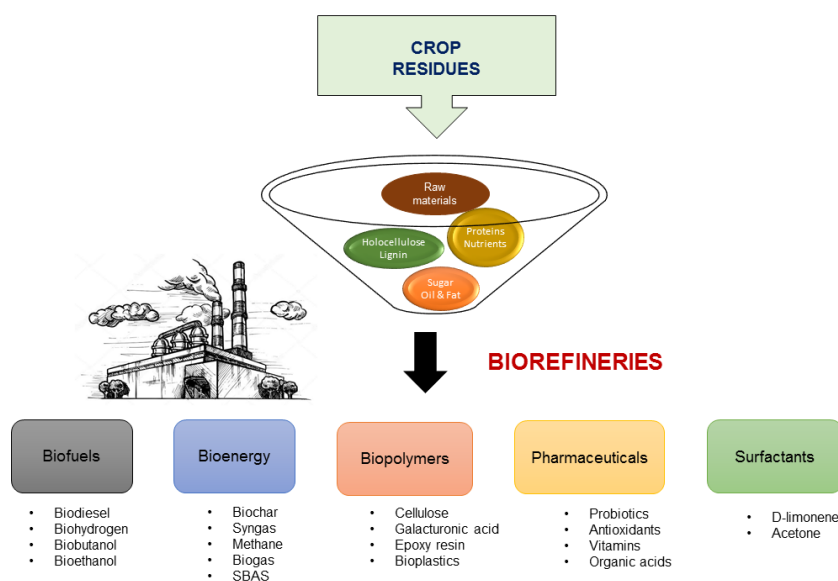 CROP
RESIDUES
Raw
materials
Proteins
Nutrients
Holocellulose
Lignin
Sugar
Oil & Fat
BIOREFINERIES
Biofuels
Bioenergy
Biopolymers
Pharmaceuticals
Surfactants
• Biodiesel
• Biohydrogen
• Biobutanol
• Bioethanol
• Biochar
• Syngas
• Methane
• Biogas
• SBAS
• Cellulose
• Galacturonic acid
• Epoxy resin
• Bioplastics
• Probiotics
• Antioxidants
• Vitamins
• Organic acids
• D-limonene
• Acetone